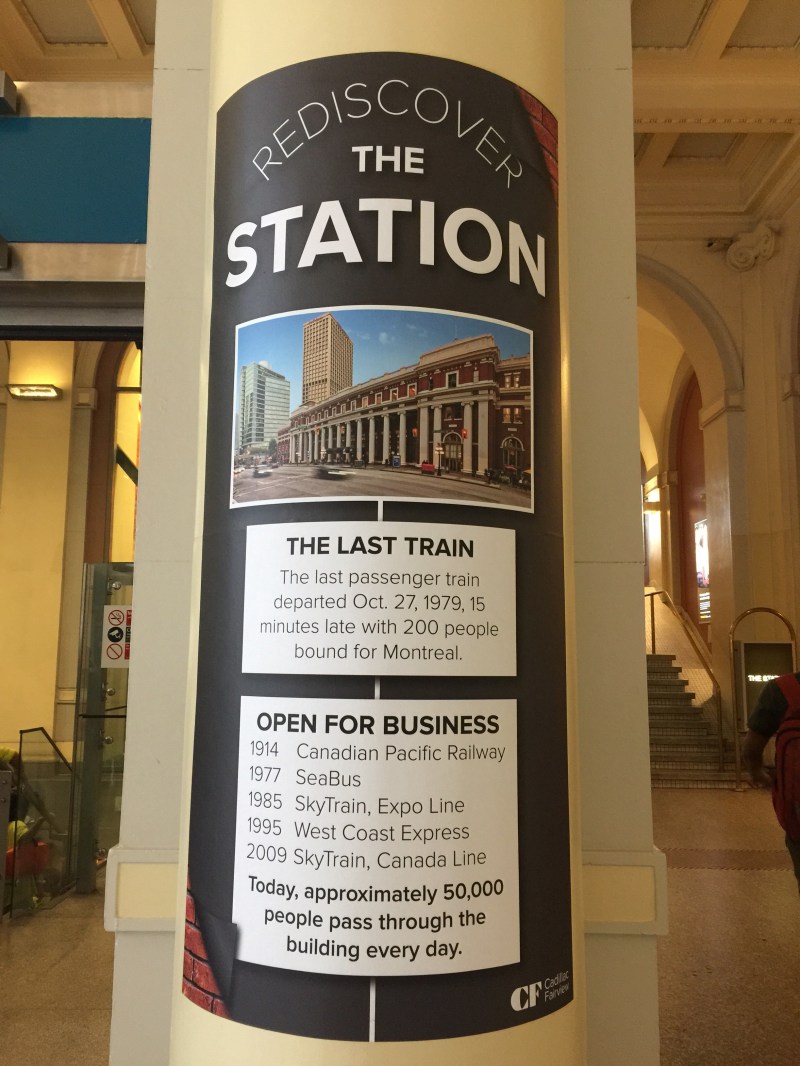 REDISCOVER
THE
STATION
THE LAST TRAIN
The last passenger train
departed Oct. 27, 1979, 15
minutes late with 200 people
bound for Montreal.
OPEN FOR BUSINESS
1914 Canadian Pacific Railway
1977 SeaBus
1985 SkyTrain, Expo Line
1995 West Coast Express
2009 SkyTrain, Canada Line
Today, approximately 50,000
people pass through the
building every day.
CF Cadillac
Fairview
THE